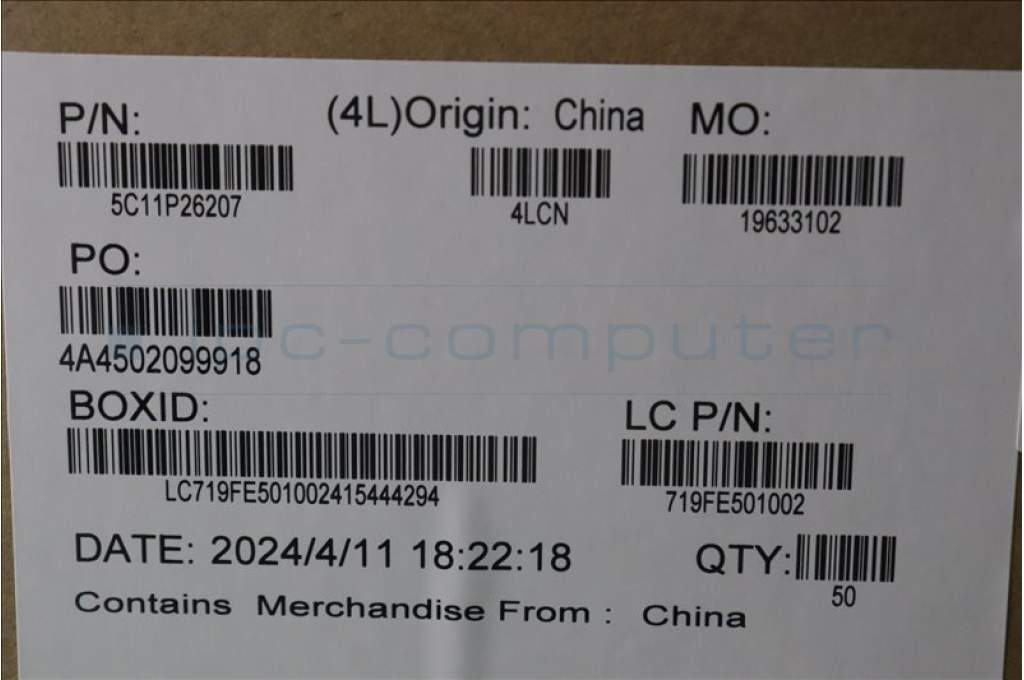 P/N:
(4L)Origin: China
MO:
5C11P26207
4LCN
19633102
PO:
4A4502099918
BOXID:
LC P/N:
LC719FE501002415444294
719FE501002
DATE: 2024/4/11 18:22:18
QTY:
50
Contains Merchandise From : China